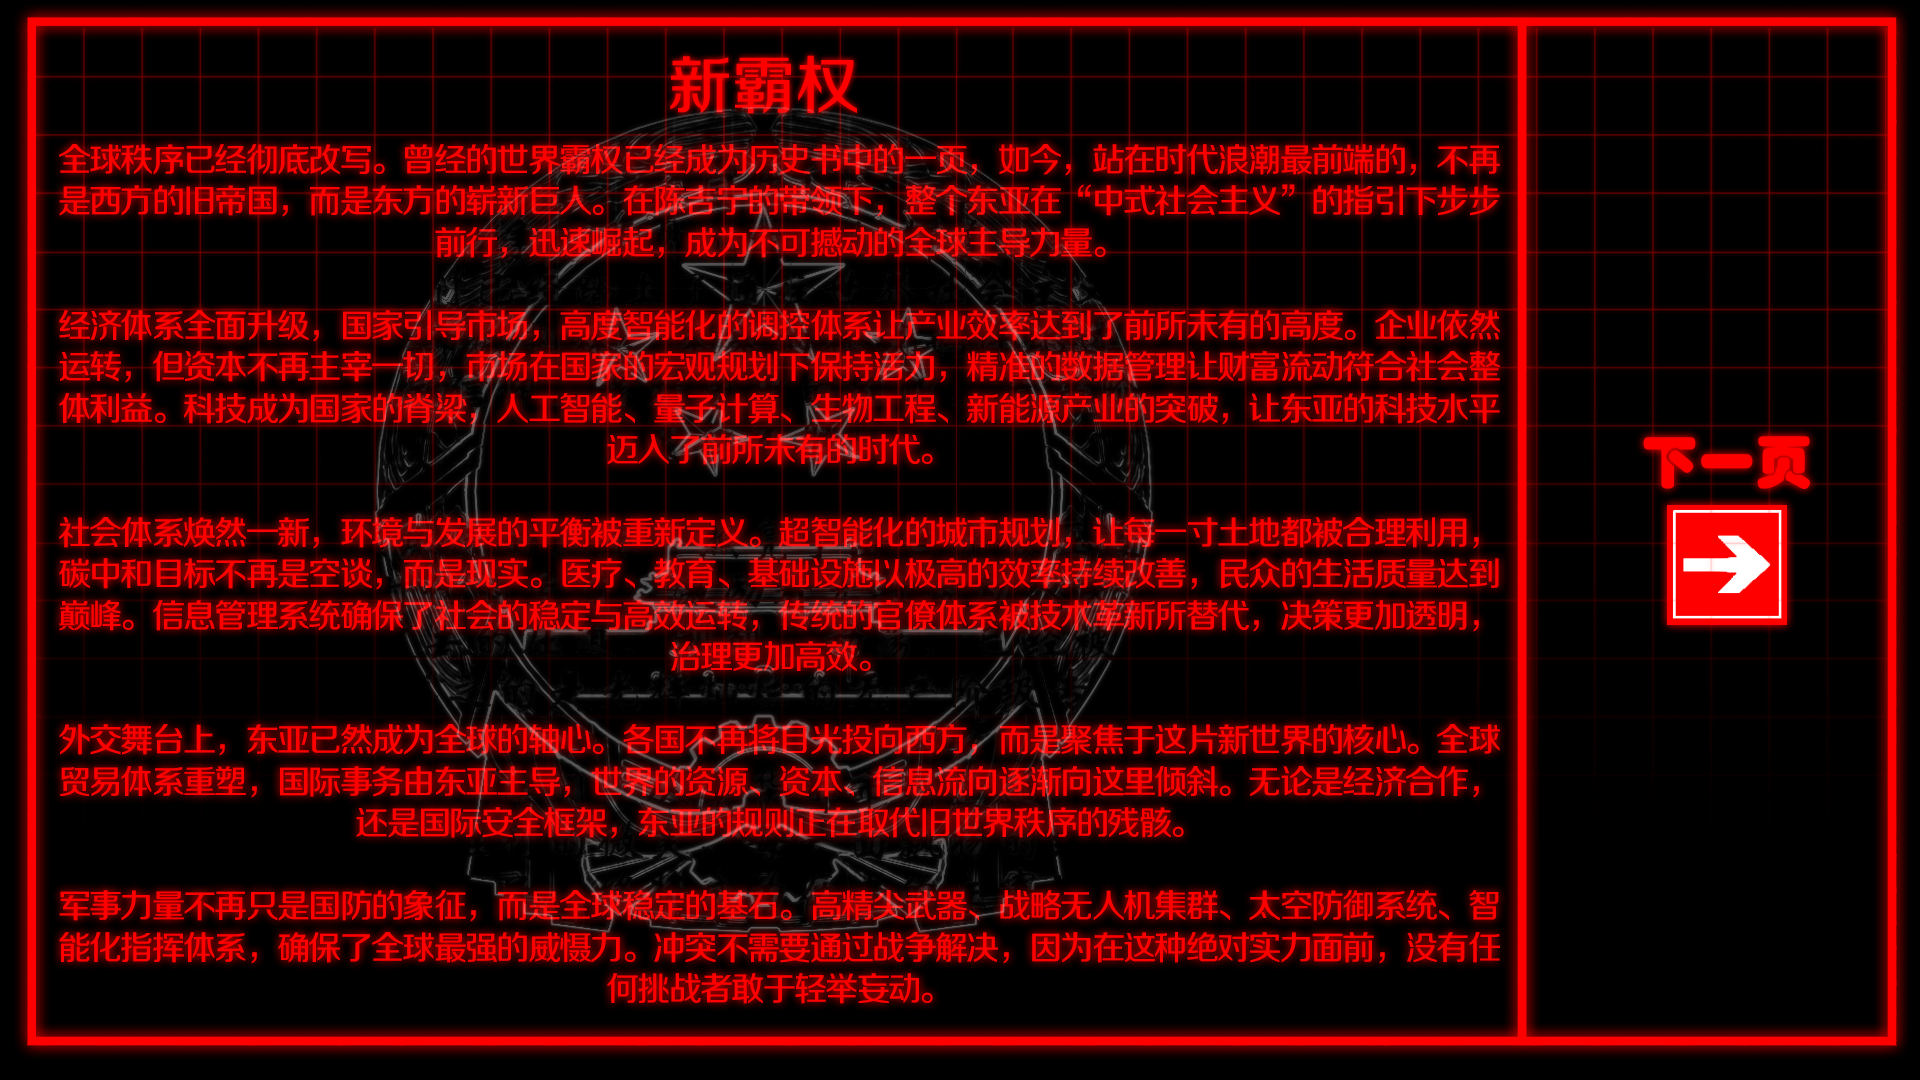 新霸权
全球秩序已经彻底改写。曾经的世界霸权已经成为历史书中的一页，如今，站在时代浪潮最前端的，不再
是西方的旧帝国，而是东方的崭新巨人。在陈吉宁的带领下，整个东亚在“中式社会主义”的指引下步步
前行，迅速崛起，成为不可撼动的全球主导力量。
经济体系全面升级，国家引导市场，高度智能化的调控体系让产业效率达到了前所未有的高度。企业依然
运转，但资本不再主宰一切，市场在国家的宏观规划下保持活力，精准的数据管理让财富流动符合社会整
体利益。科技成为国家的脊梁，人工智能、量子计算、生物工程、新能源产业的突破，让东亚的科技水平
迈入了前所未有的时代。
社会体系焕然一新，环境与发展的平衡被重新定义。超智能化的城市规划，让每一寸土地都被合理利用，
碳中和目标不再是空谈，而是现实。医疗、教育、基础设施以极高的效率持续改善，民众的生活质量达到
巅峰。信息管理系统确保了社会的稳定与高效运转，传统的官僚体系被技术革新所替代，决策更加透明，
治理更加高效。
外交舞台上，东亚已然成为全球的轴心。各国不再将目光投向西方，而是聚焦于这片新世界的核心。全球
贸易体系重塑，国际事务由东亚主导，世界的资源、资本、信息流向逐渐向这里倾斜。无论是经济合作，
还是国际安全框架，东亚的规则正在取代旧世界秩序的残骸。
军事力量不再只是国防的象征，而是全球稳定的基石。高精尖武器、战略无人机集群、太空防御系统、智
能化指挥体系，确保了全球最强的威慑力。冲突不需要通过战争解决，因为在这种绝对实力面前，没有任
何挑战者敢于轻举妄动。
下一页